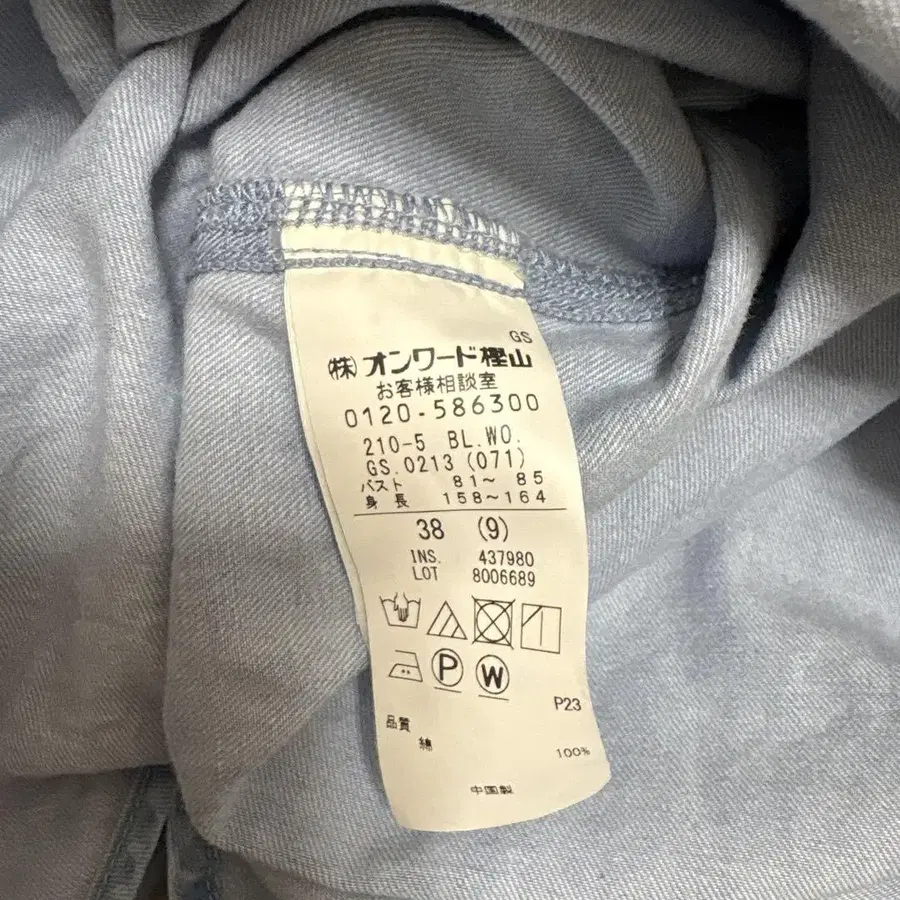 GS
㈱オンワード樫山
お客様相談室
0120-586300
210-5 BL.WO.
GS.0213 (071)
バスト 81～ 85
身長 158～164
38 (9)
INS. 437980
LOT 8006689
P W
P23
品質
綿 100%
中国製